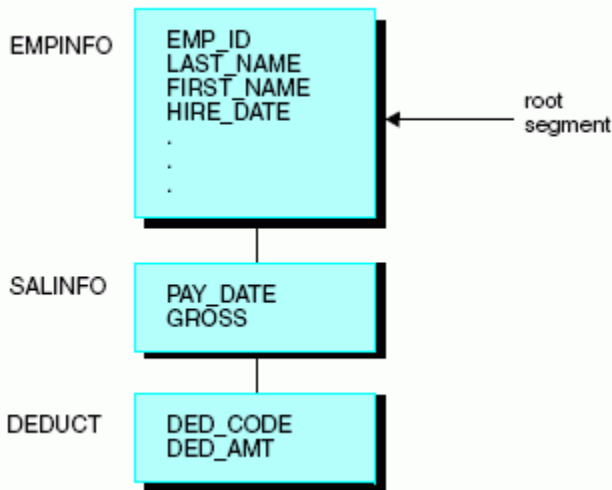 EMPINFO
EMP_ID
LAST_NAME
FIRST_NAME
HIRE_DATE
.
.
.
root
segment
SALINFO
PAY_DATE
GROSS
DEDUCT
DED_CODE
DED_AMT